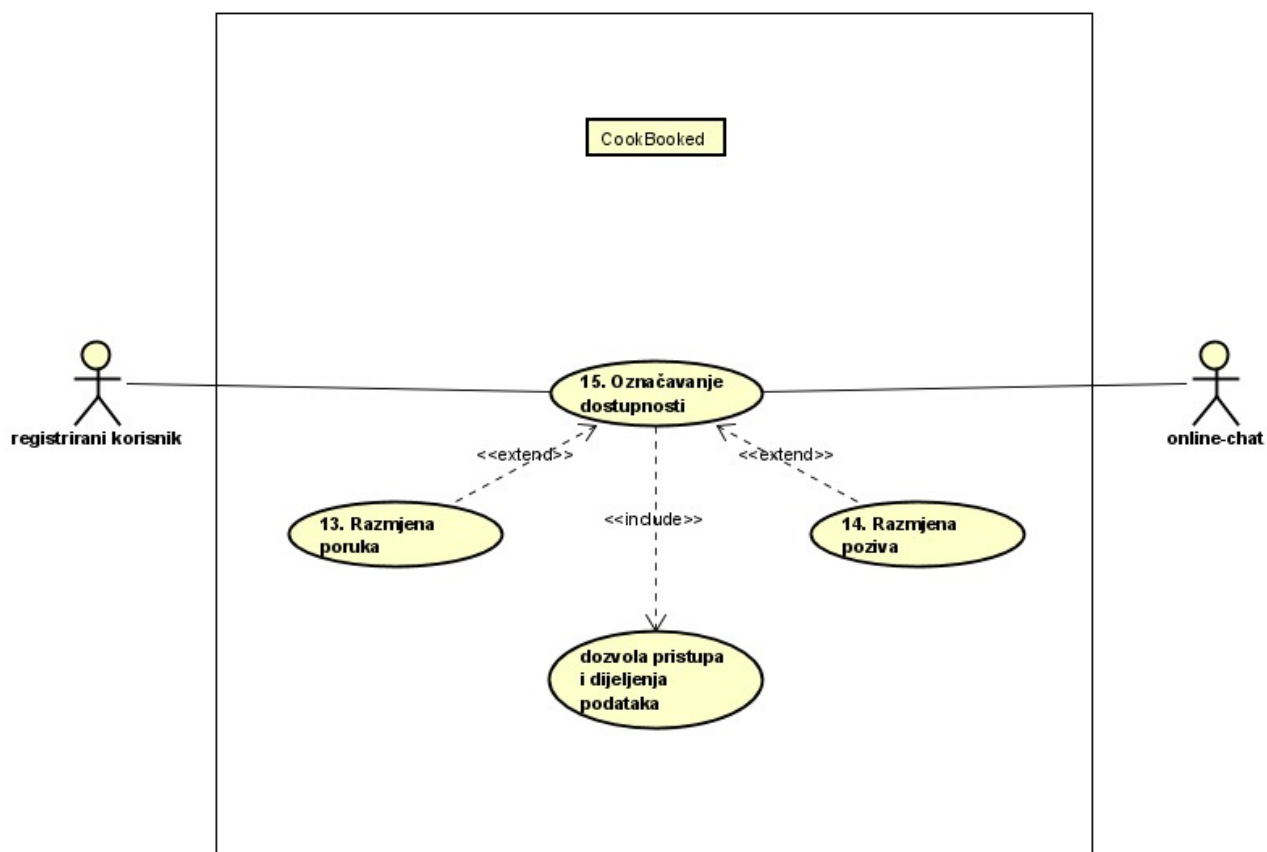 CookBooked
15. Označavanje
dostupnosti
registrirani korisnik
online-chat
<<extend>>
<<extend>>
13. Razmjena
poruka
<<include>>
14. Razmjena
poziva
dozvola pristupa
i dijeljenja
podataka